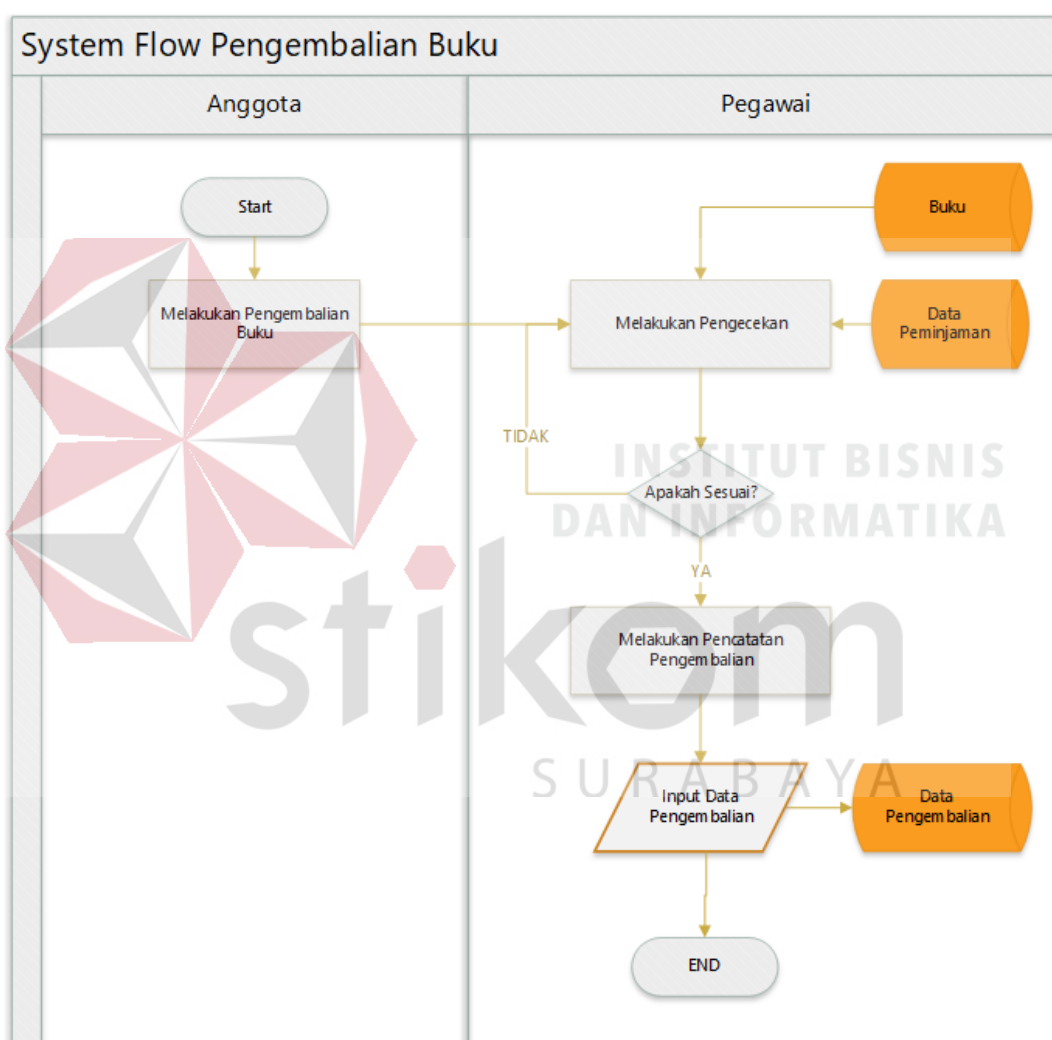 System Flow Pengembalian Buku
Anggota
Pegawai
Start
Buku
Melakukan Pengembalian
Buku
Melakukan Pengecekan
Data
Peminjaman
TIDAK
INSTITUT BISNIS
Apakah Sesuai?
DAN INFORMATIKA
YA
stikom
Melakukan Pencatatan
Pengembalian
SURABAYA
Input Data
Pengembalian
Data
Pengembalian
END